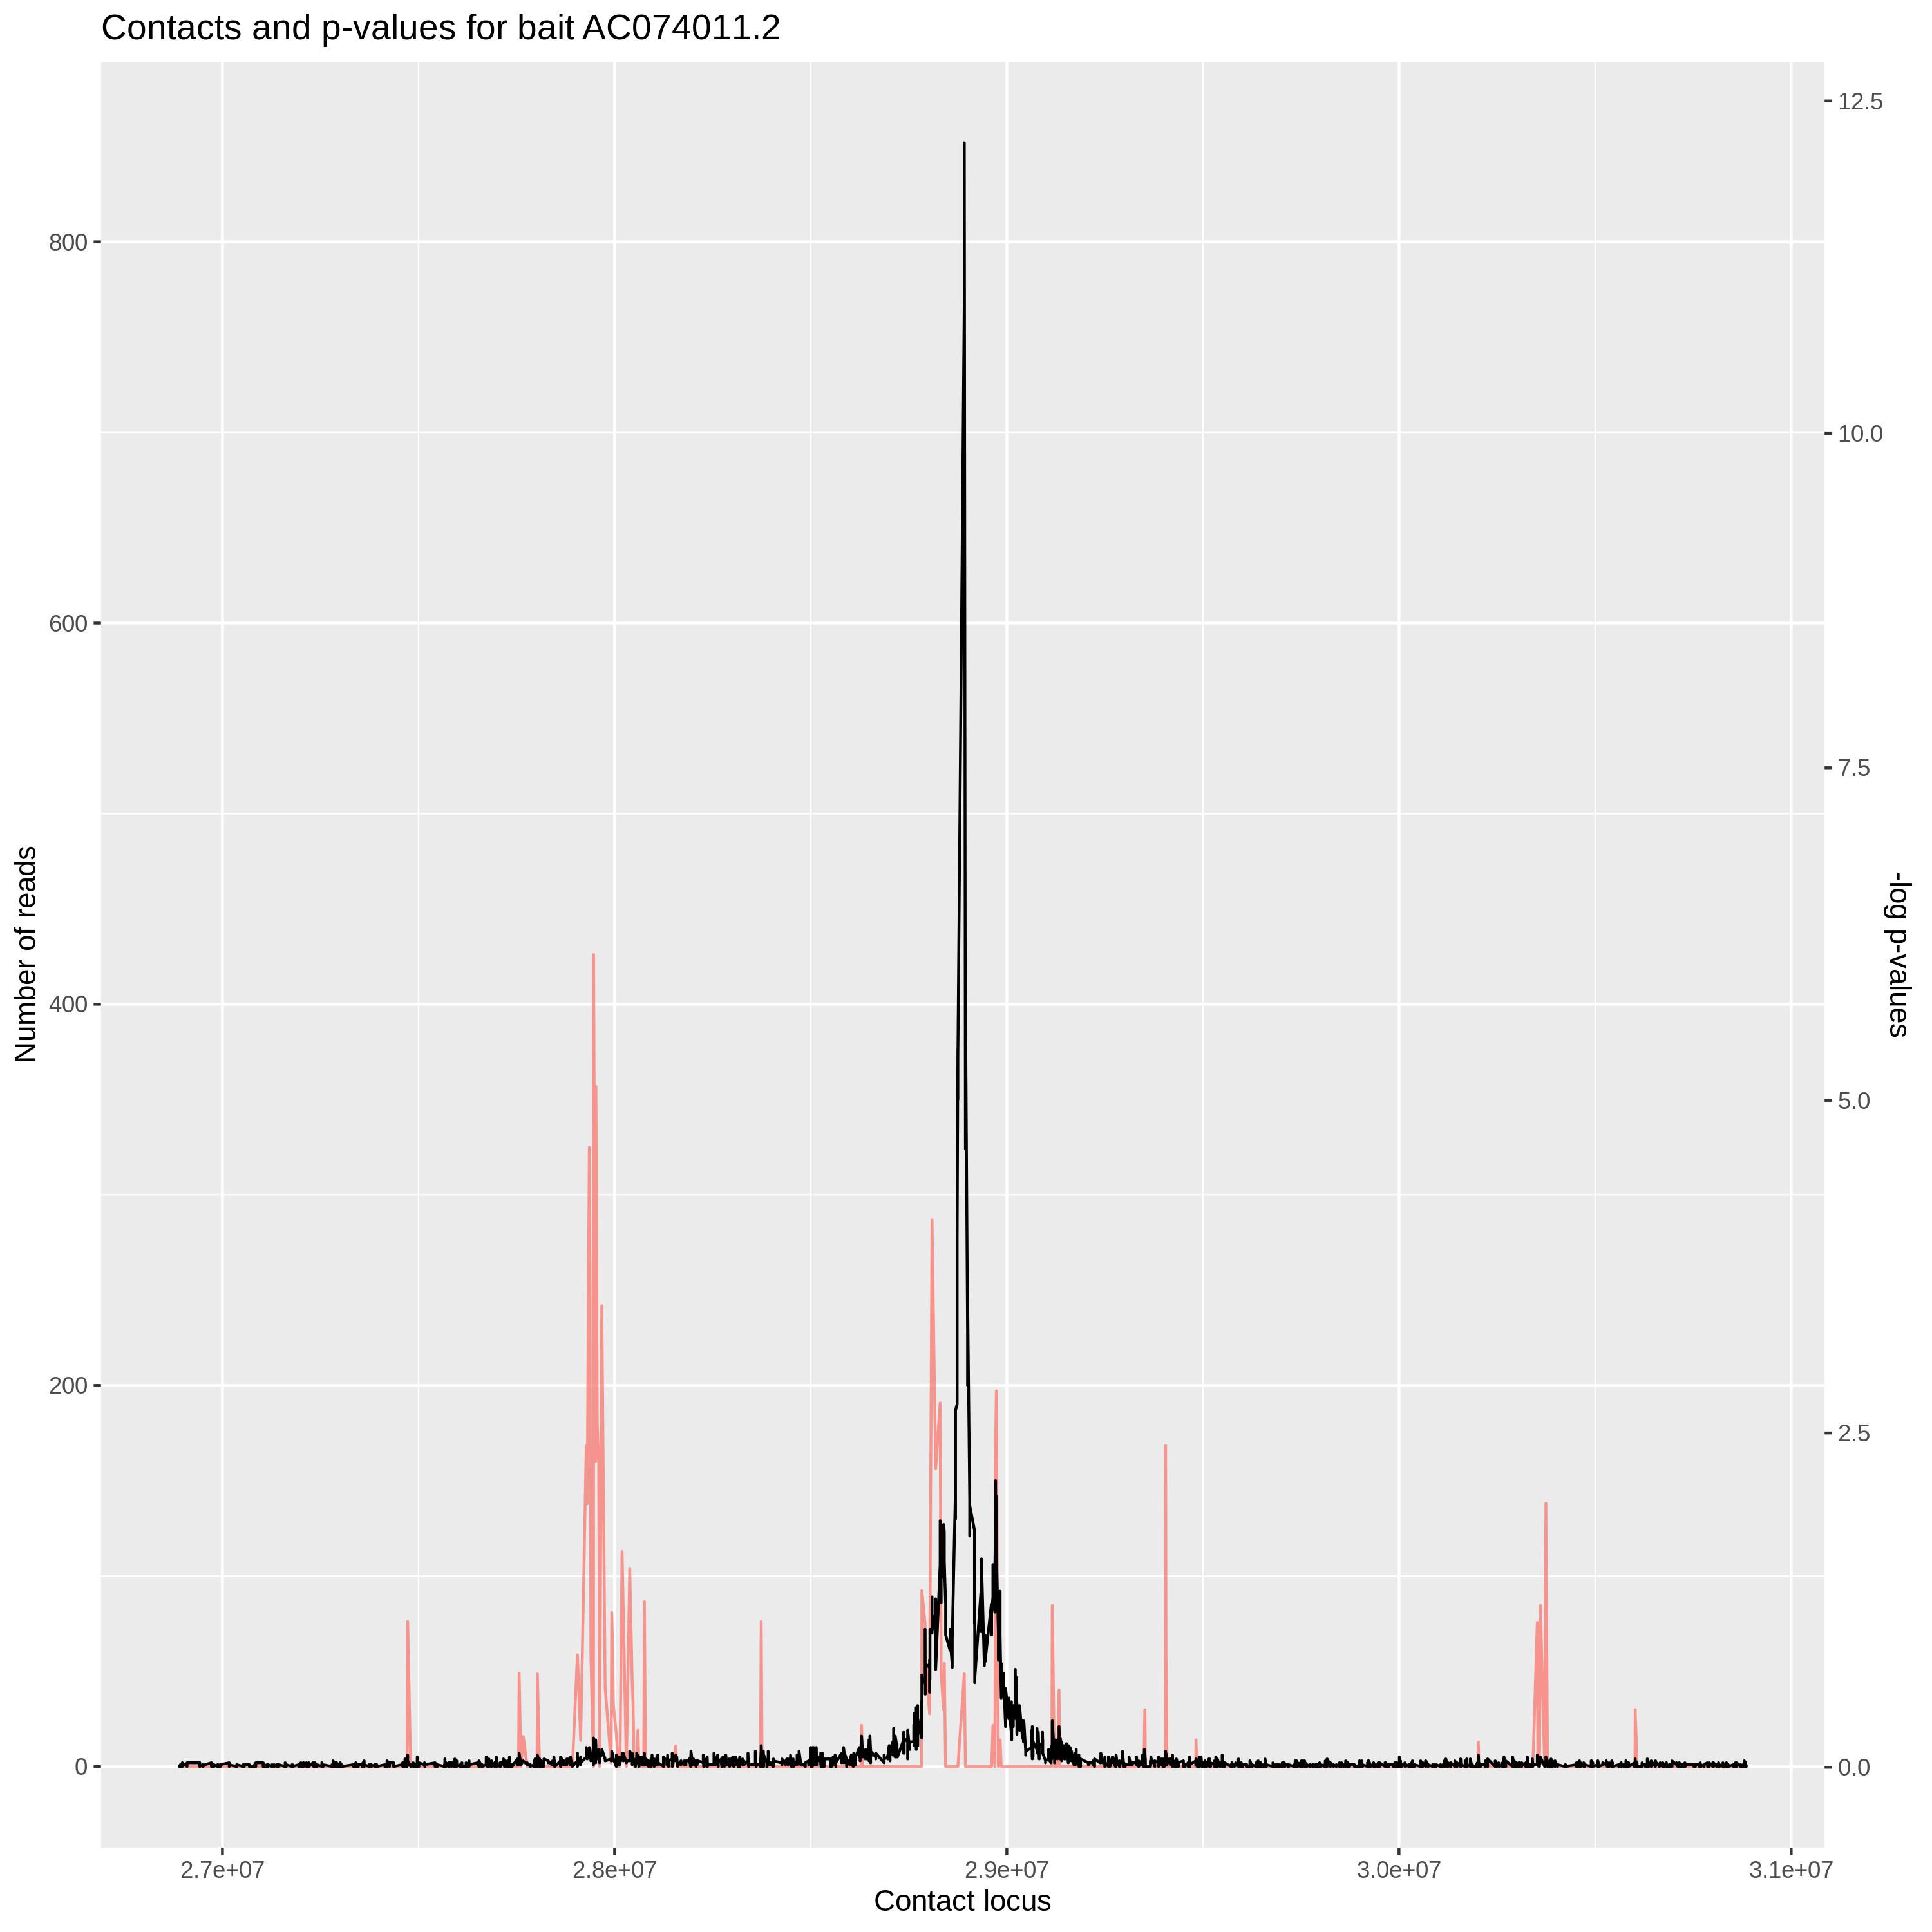 Contacts and p-values for bait AC074011.2
12.5
800
10.0
600
7.5
Number of reads
-log p-values
400
5.0
200
2.5
0
0.0
2.7e+07
2.8e+07
2.9e+07
3.0e+07
3.1e+07
Contact locus